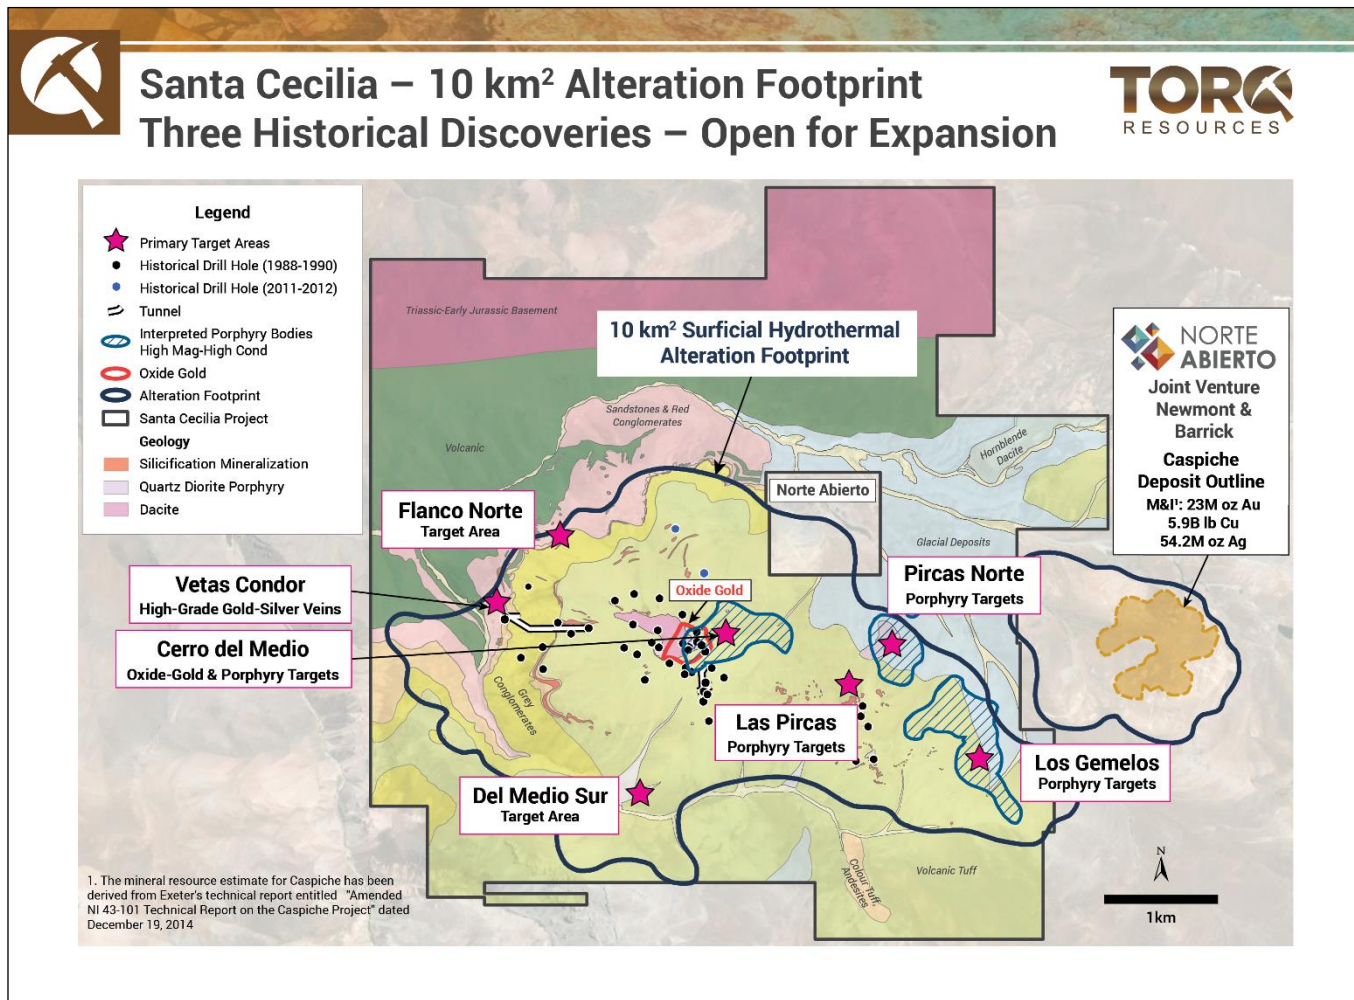 Santa Cecilia – 10 km² Alteration Footprint
Three Historical Discoveries – Open for Expansion
TORQ
RESOURCES
Legend
Primary Target Areas
Historical Drill Hole (1988-1990)
Historical Drill Hole (2011-2012)
Tunnel
Interpreted Porphyry Bodies
High Mag-High Cond
Oxide Gold
Alteration Footprint
Santa Cecilia Project
Geology
Silicification Mineralization
Quartz Diorite Porphyry
Dacite
Triassic-Early Jurassic Basement
10 km² Surficial Hydrothermal
Alteration Footprint
NORTE
ABIERTO
Joint Venture
Newmont &
Barrick
Caspiche
Deposit Outline
M&I¹: 23M oz Au
5.9B lb Cu
54.2M oz Ag
Sandstones & Red
Conglomerates
Volcanic
Hornblende
Dacite
Norte Abierto
Glacial Deposits
Flanco Norte
Target Area
Vetas Condor
High-Grade Gold-Silver Veins
Cerro del Medio
Oxide-Gold & Porphyry Targets
Oxide Gold
Pircas Norte
Porphyry Targets
Grey
Conglomerates
Las Pircas
Porphyry Targets
Los Gemelos
Porphyry Targets
Del Medio Sur
Target Area
Colour Tuff,
Andesites
Volcanic Tuff
N
1km
1. The mineral resource estimate for Caspiche has been
derived from Exeter's technical report entitled "Amended
NI 43-101 Technical Report on the Caspiche Project" dated
December 19, 2014